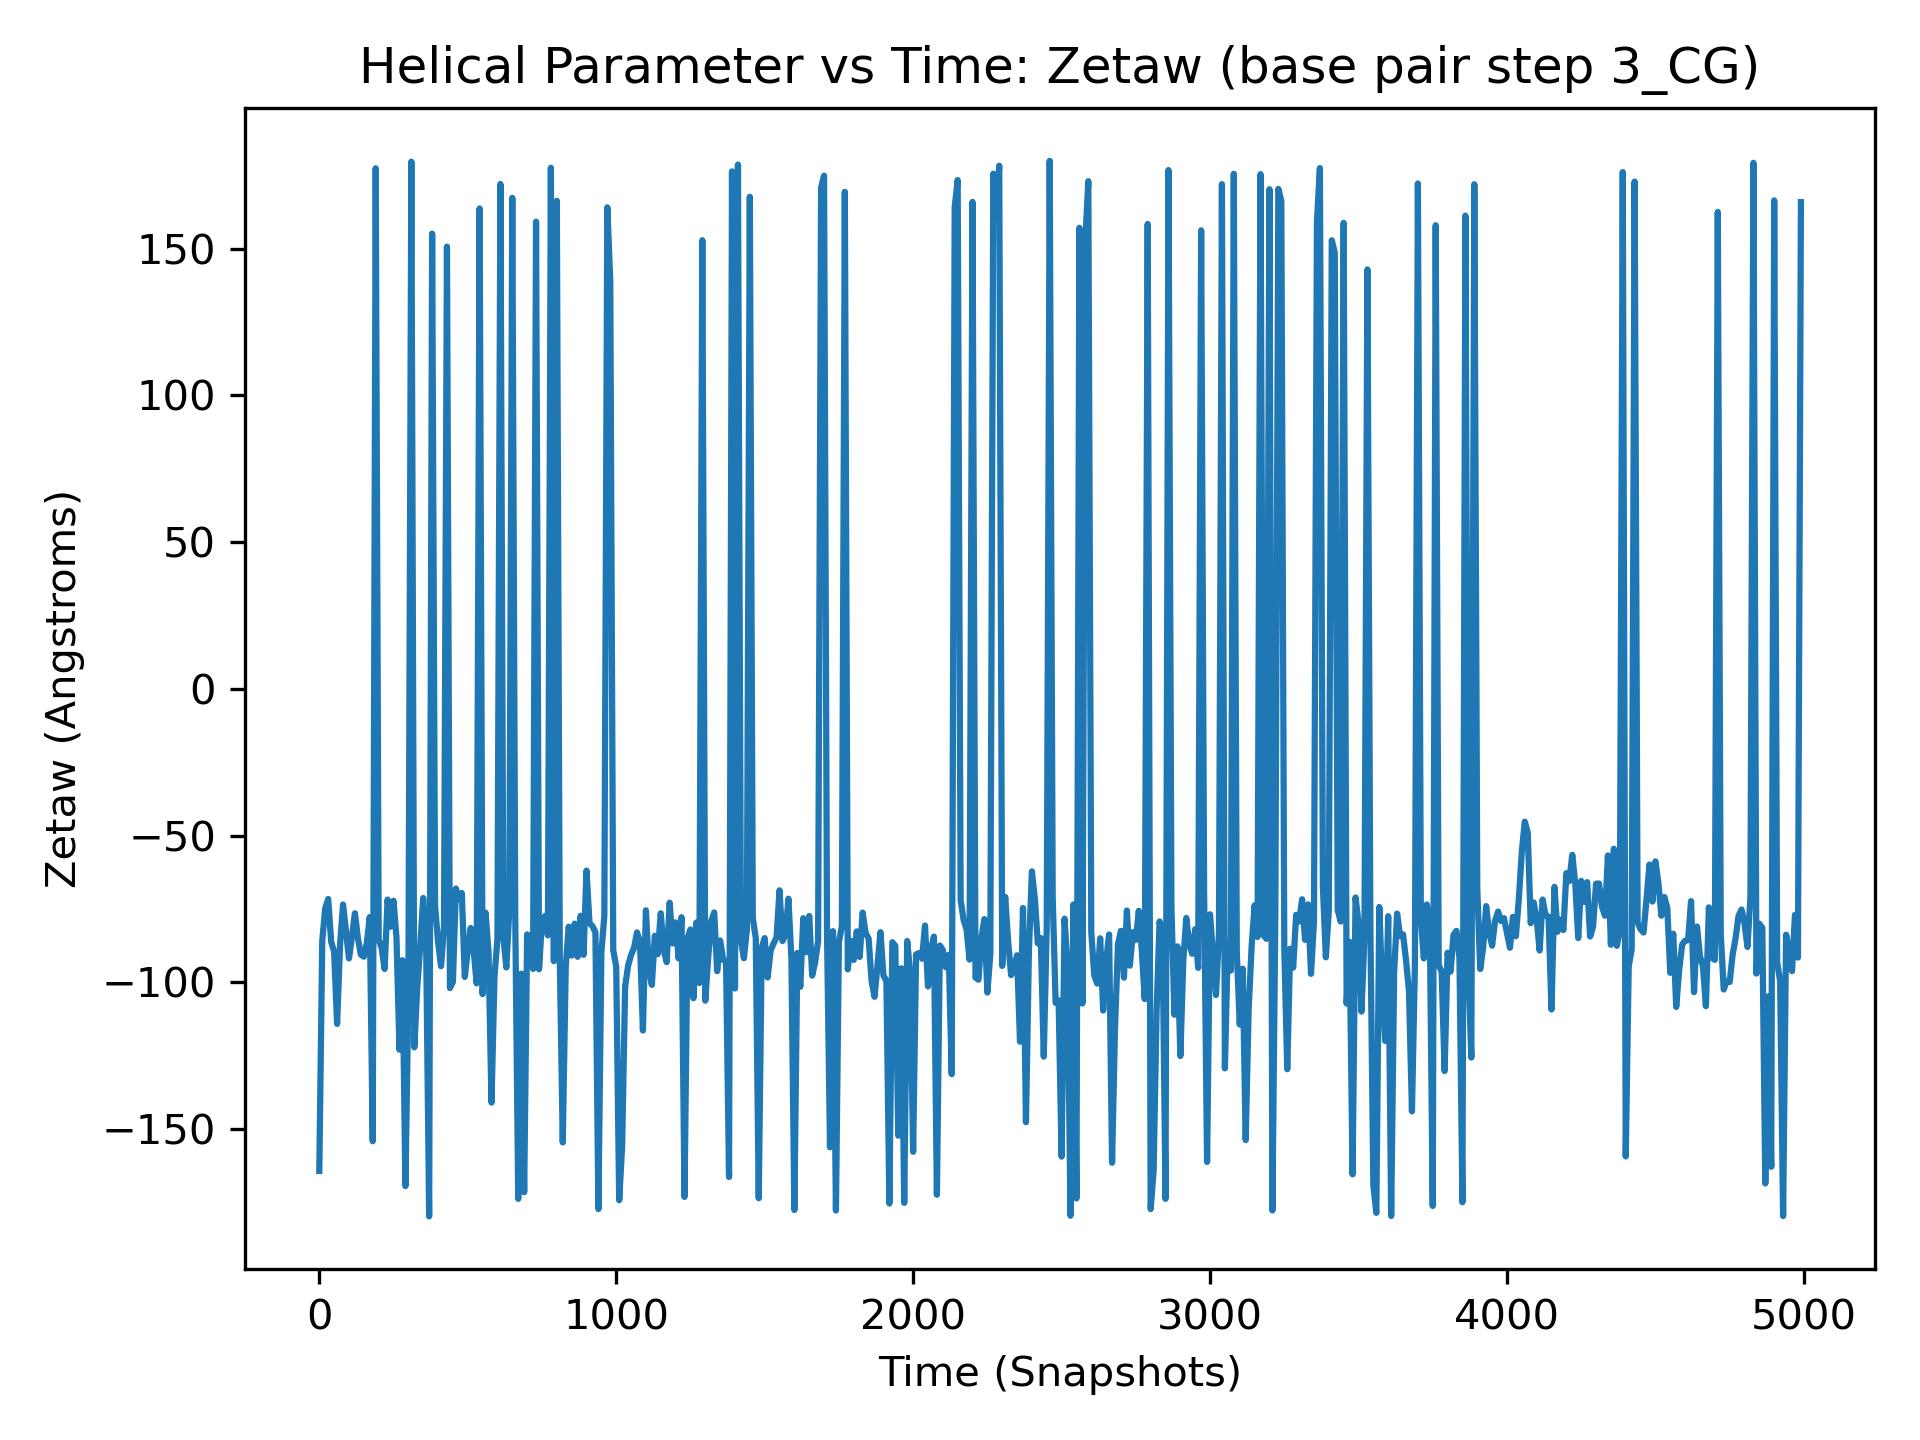 Helical Parameter vs Time: Zetaw (base pair step 3_CG)
150
100
50
0
−50
−100
−150
Zetaw (Angstroms)
0 1000 2000 3000 4000 5000
Time (Snapshots)